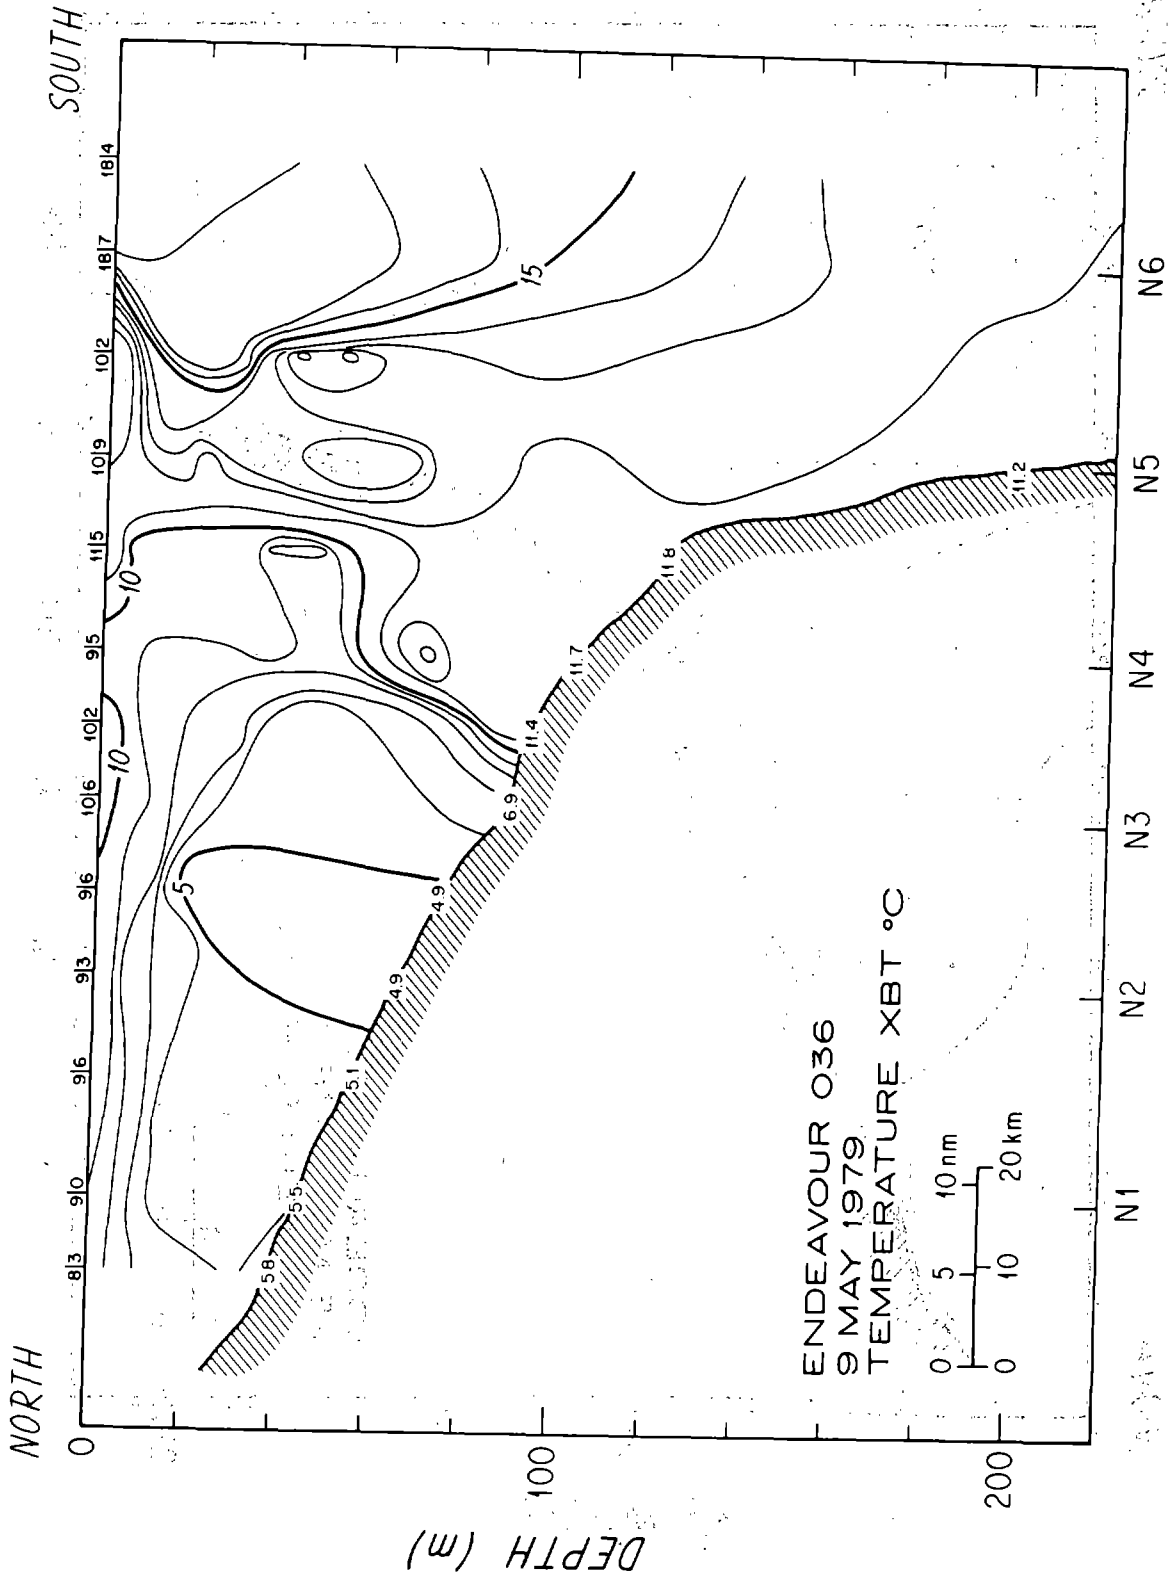 NORTH
SOUTH
8|3 9|0 9|6 9|3 9|6 10|6 10|2 9|5 11|5 10|9 10|2 18|7 18|4
0
100
200
DEPTH (m)
10
10
5
15
5.8
5.5
5.1
4.9
4.9
6.9
11.4
11.7
11.8
11.2
ENDEAVOUR 036
9 MAY 1979
TEMPERATURE XBT °C
0 5 10 nm
0 10 20 km
N1 N2 N3 N4 N5 N6